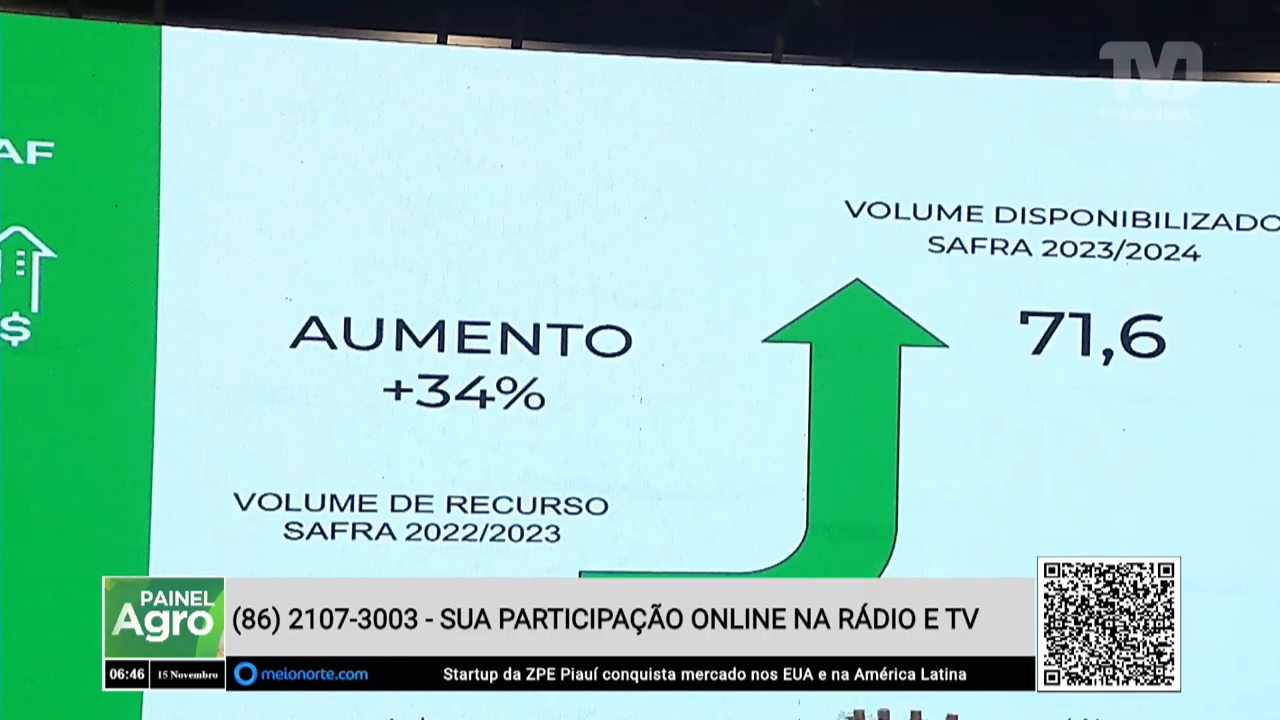 AF
$
VOLUME DISPONIBILIZADO
SAFRA 2023/2024
71,6
AUMENTO
+34%
VOLUME DE RECURSO
SAFRA 2022/2023
PAINEL
Agro
(86) 2107-3003 - SUA PARTICIPAÇÃO ONLINE NA RÁDIO E TV
06:46
15 Novembro
meionorte.com
Startup da ZPE Piauí conquista mercado nos EUA e na América Latina